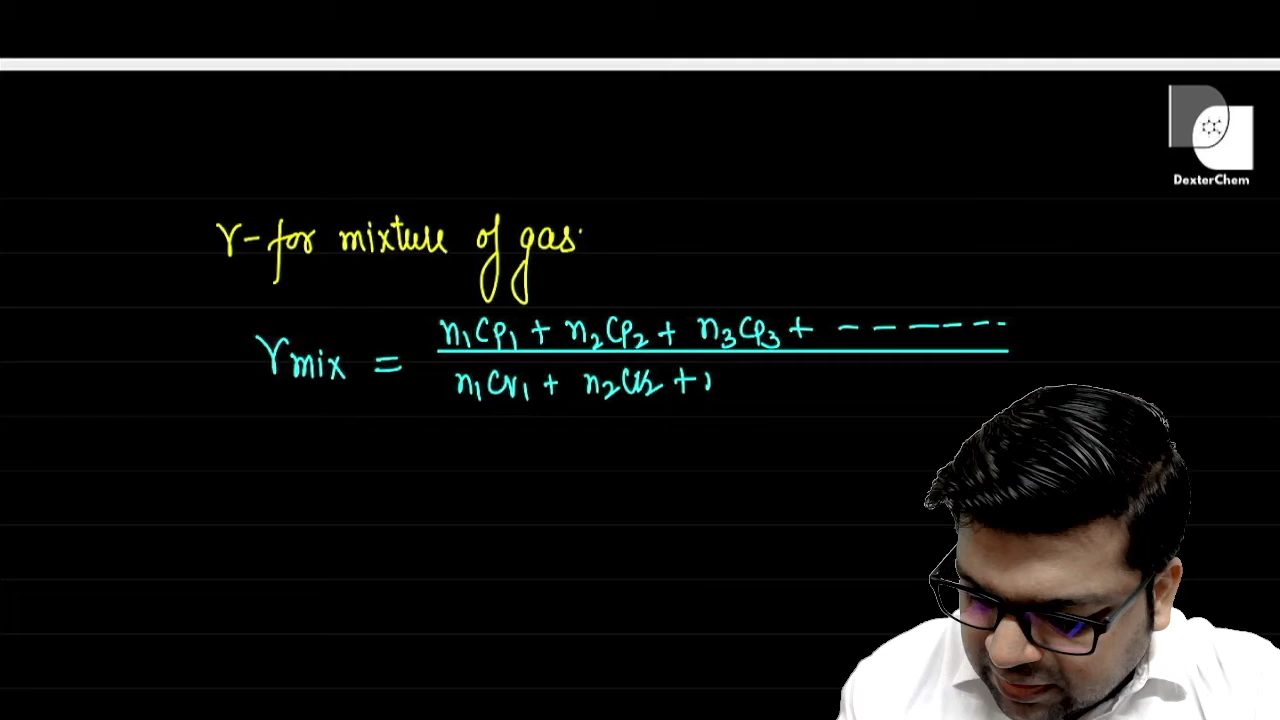 DexterChem
γ-for mixture of gas.
γmix = n₁Cp₁ + n₂Cp₂ + n₃Cp₃ + - - - - - - -
n₁Cv₁ + n₂Cv₂ +